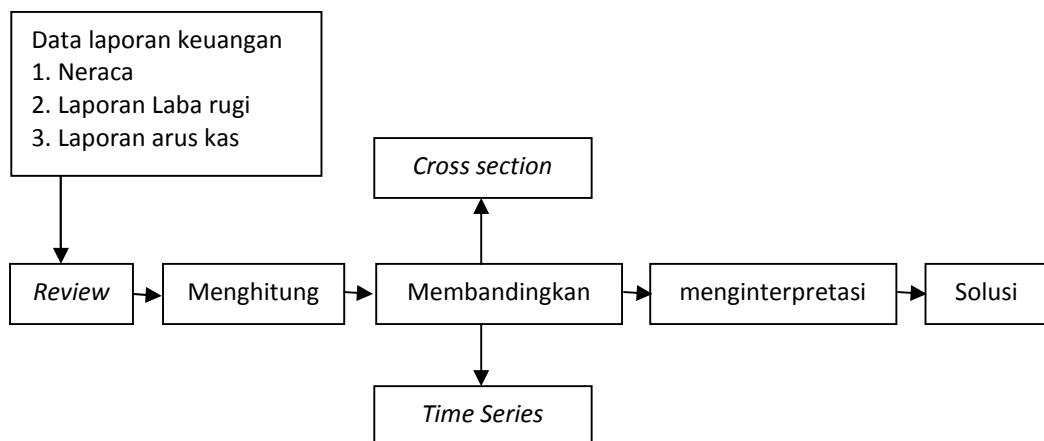 Data laporan keuangan
1. Neraca
2. Laporan Laba rugi
3. Laporan arus kas
Cross section
Review
Menghitung
Membandingkan
menginterpretasi
Solusi
Time Series